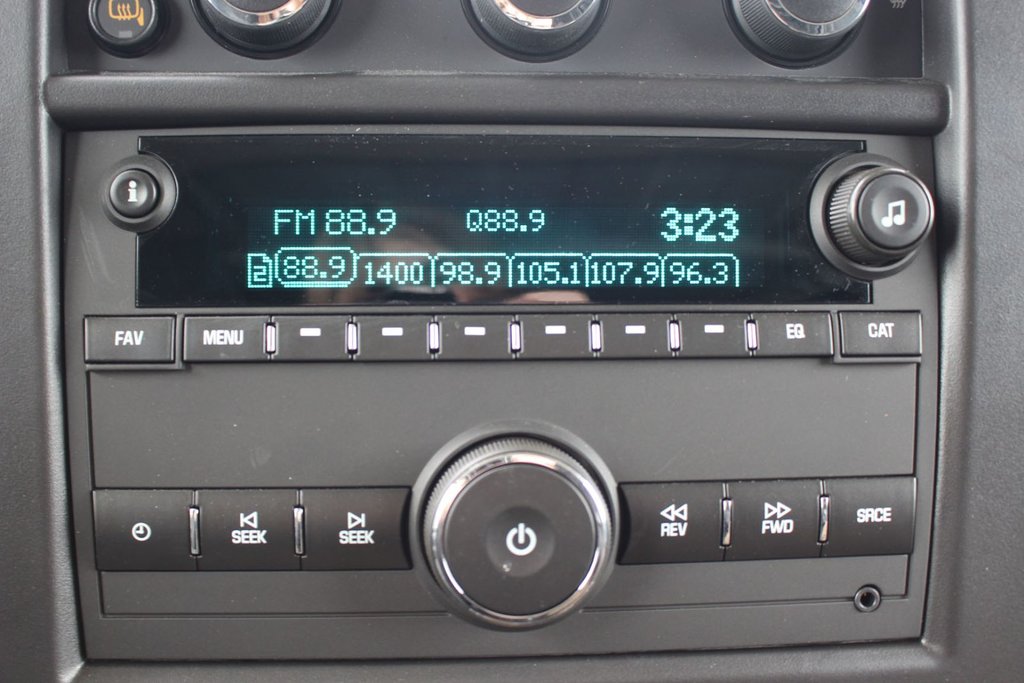 i
FM 88.9 Q88.9 3:23
2 88.9 1400 98.9 105.1 107.9 96.3
FAV MENU EQ CAT
SEEK SEEK REV FWD SRCE